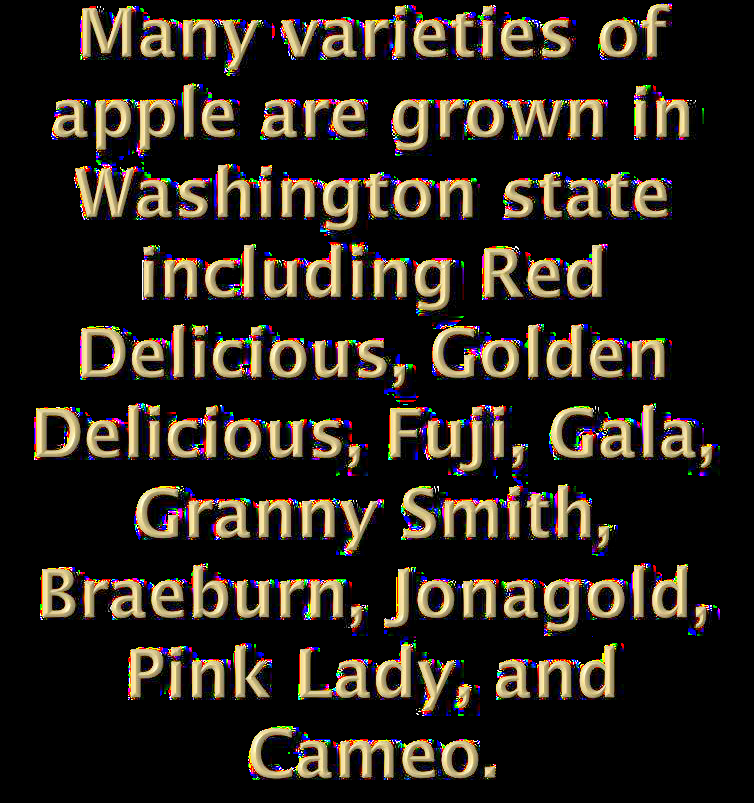 Many varieties of
apple are grown in
Washington state
including Red
Delicious, Golden
Delicious, Fuji, Gala,
Granny Smith,
Braeburn, Jonagold,
Pink Lady, and
Cameo.